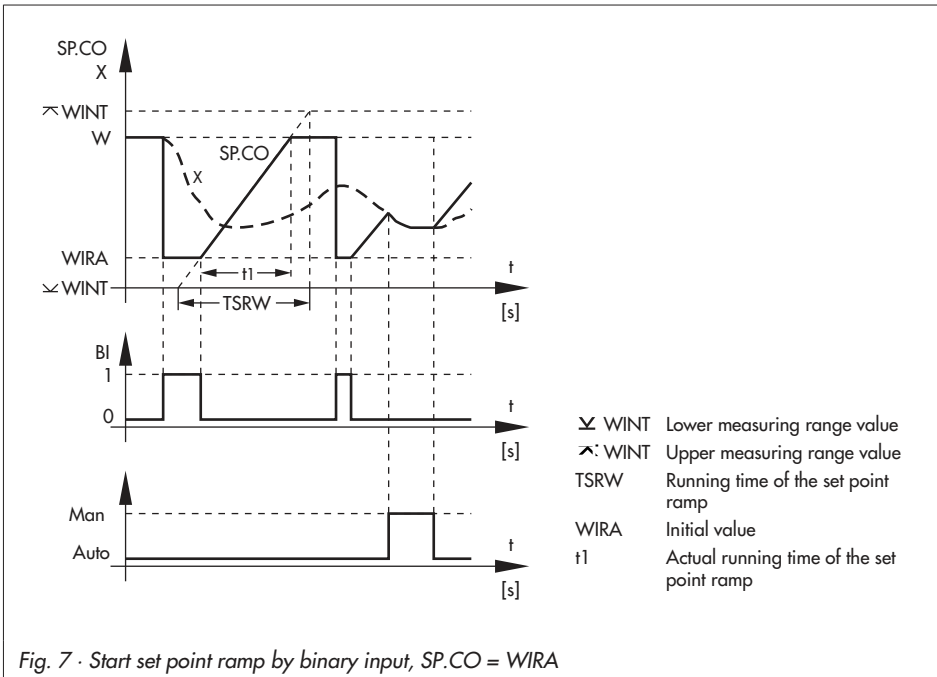 SP.CO
X
⊼ WINT
W
SP.CO
X
WIRA
t1
t
⊻ WINT
TSRW
[s]
BI
1
0
t
[s]
Man
Auto
t
[s]
⊻ WINT Lower measuring range value
⊼: WINT Upper measuring range value
TSRW Running time of the set point
ramp
WIRA Initial value
t1 Actual running time of the set
point ramp
Fig. 7 · Start set point ramp by binary input, SP.CO = WIRA